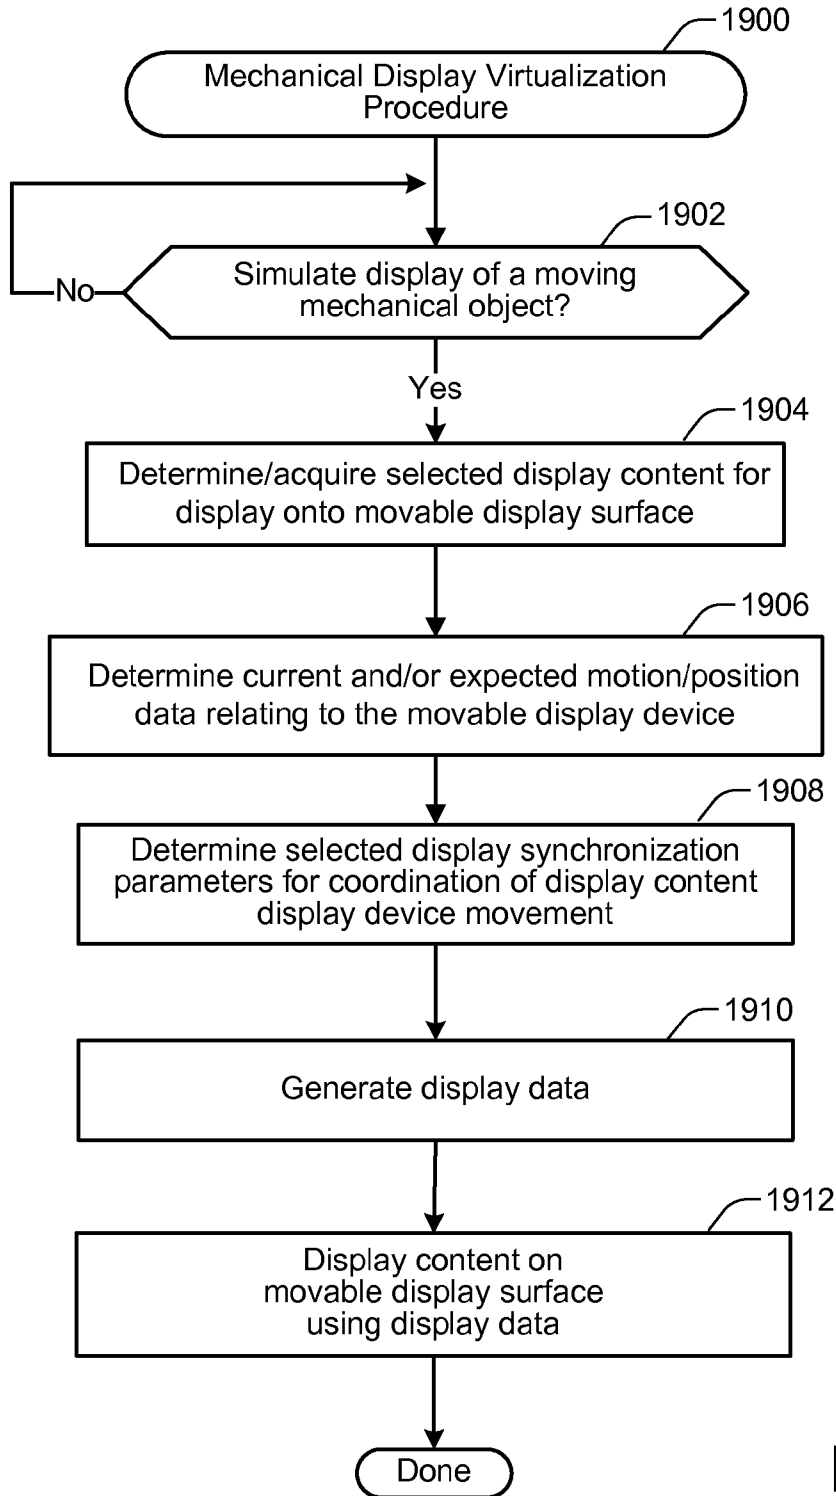 1900
Mechanical Display Virtualization
Procedure
1902
Simulate display of a moving
mechanical object?
No
Yes
1904
Determine/acquire selected display content for
display onto movable display surface
1906
Determine current and/or expected motion/position
data relating to the movable display device
1908
Determine selected display synchronization
parameters for coordination of display content
display device movement
1910
Generate display data
1912
Display content on
movable display surface
using display data
Done